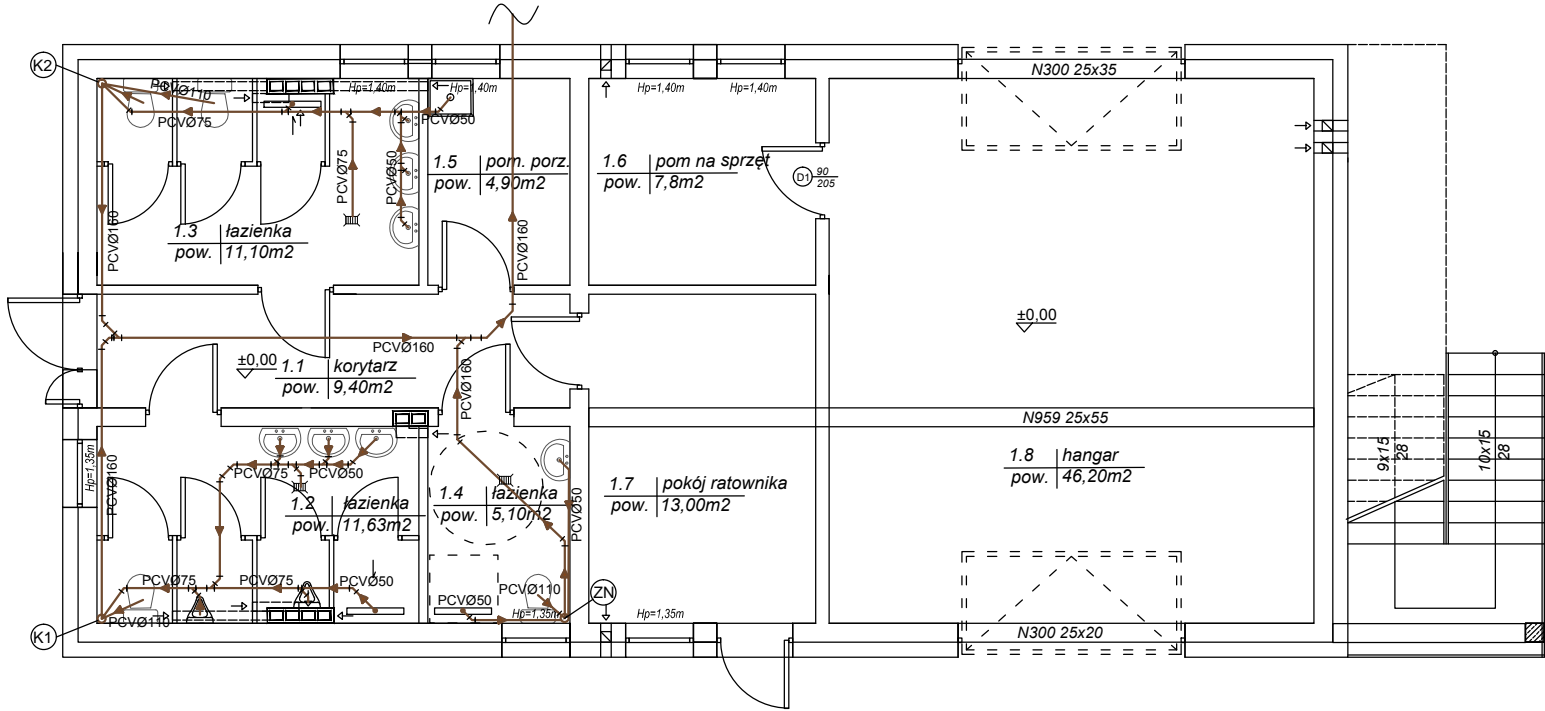 K2
PCVØ110
Hp=1,40m
Hp=1,40m
Hp=1,40m
Hp=1,40m
N300 25x35
PCVØ75
PCVØ50
PCVØ75
PCVØ50
1.5 pom. porz.
pow. 4,90m2
1.6 pom na sprzęt
pow. 7,8m2
D1 90
205
PCVØ160
1.3 łazienka
pow. 11,10m2
PCVØ160
±0,00
PCVØ160
±0,00
1.1 korytarz
pow. 9,40m2
PCVØ160
N959 25x55
9x15
28
10x15
28
Hp=1,35m
PCVØ160
PCVØ75
PCVØ50
1.8 hangar
pow. 46,20m2
1.2 łazienka
pow. 11,63m2
1.4 łazienka
pow. 5,10m2
PCVØ50
1.7 pokój ratownika
pow. 13,00m2
PCVØ75
PCVØ75
PCVØ50
PCVØ50
PCVØ110
ZN
Hp=1,35m
Hp=1,35m
PCVØ110
K1
N300 25x20